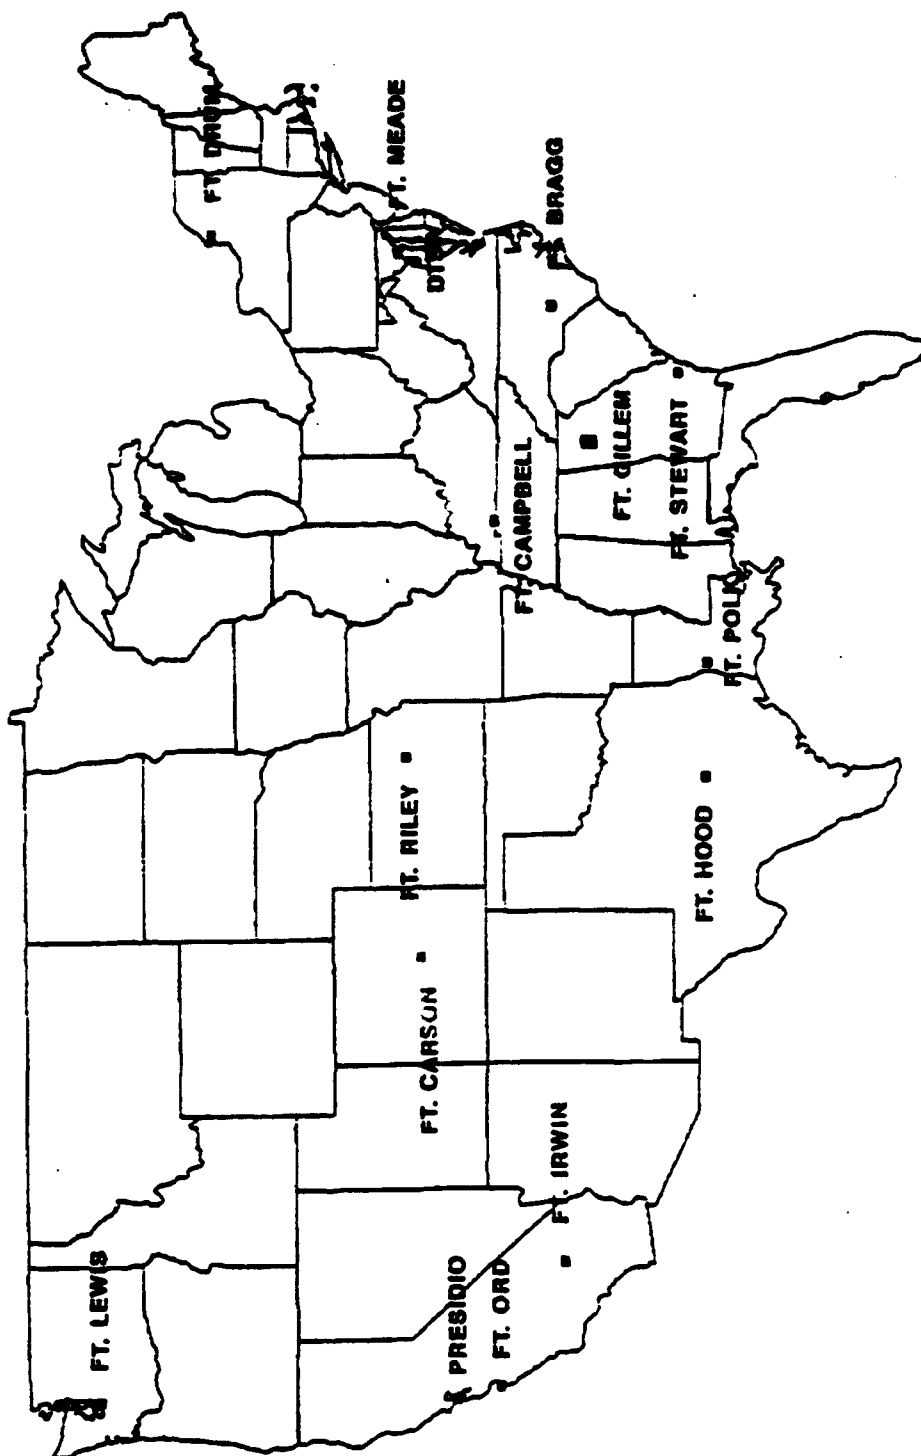 FT. LEWIS
PRESIDIO
FT. ORD
FT. IRWIN
FT. CARSON
FT. RILEY
FT. HOOD
FT. POLK
FT. CAMPBELL
FT. GILLEM
FT. STEWART
FT. BRAGG
FT. MEADE
FT. DRUM